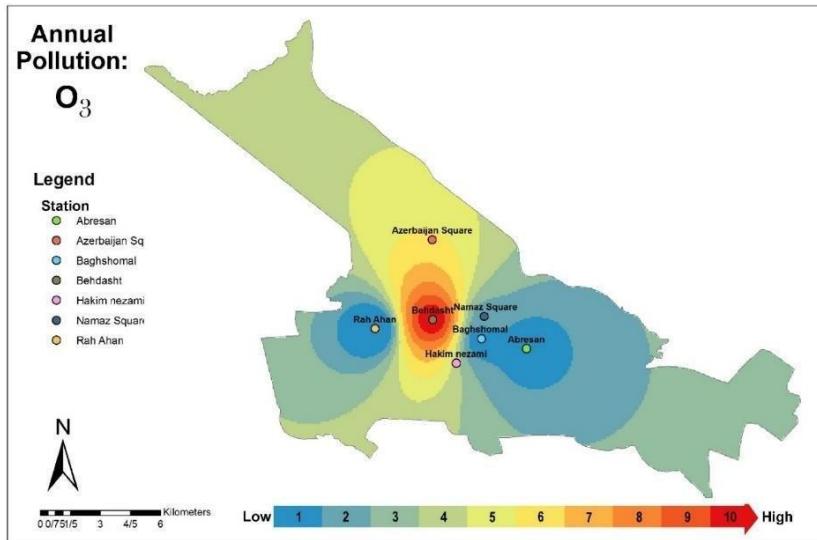 Annual
Pollution:
O₃
Legend
Station
Abresan
Azerbaijan Sq
Baghshomal
Behdasht
Hakim nezami
Namaz Square
Rah Ahan
Azerbaijan Square
Behdasht
Namaz Square
Rah Ahan
Baghshomal
Abresan
Hakim nezami
N
Kilometers
0 0/75 1/5 3 4/5 6
Low 1 2 3 4 5 6 7 8 9 10 High